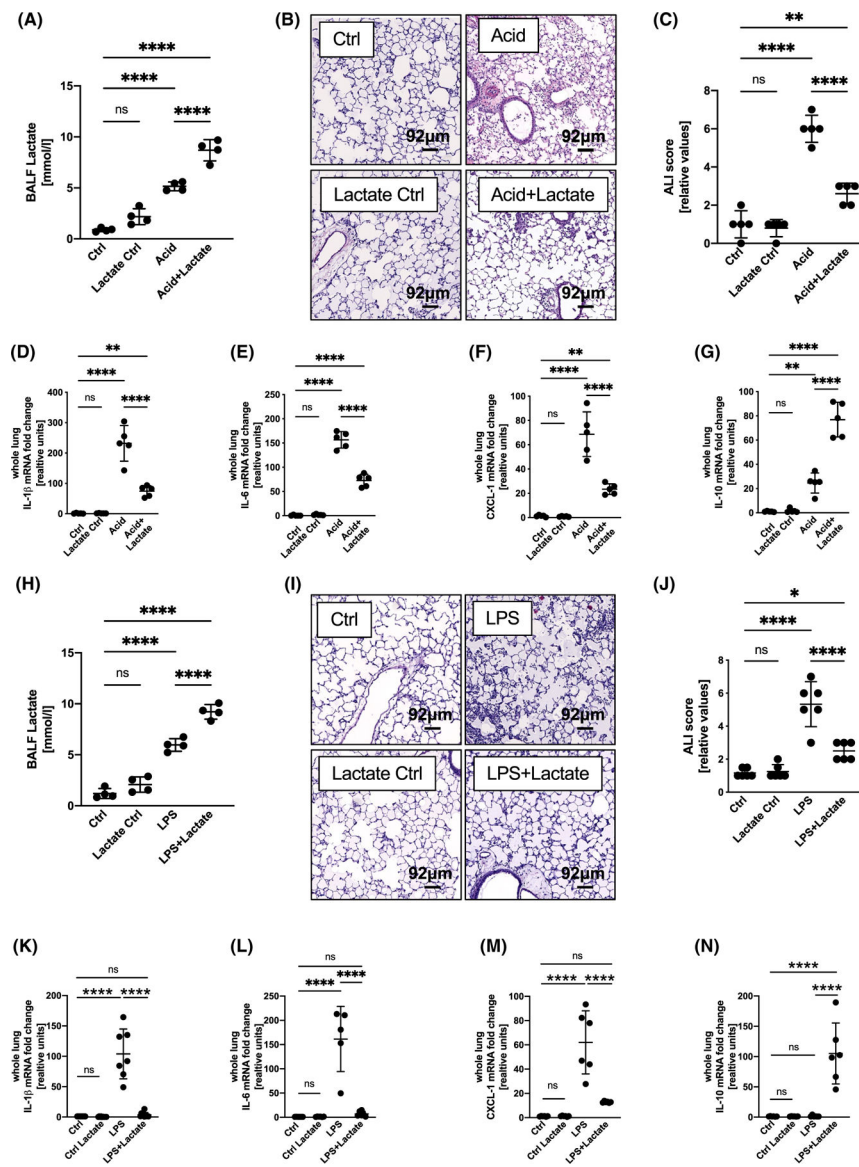 (A)
BALF Lactate
[mmol/l]
15
10
5
0
ns
****
****
****
Ctrl
Lactate Ctrl
Acid
Acid+Lactate
(B)
Ctrl
92µm
Acid
92µm
Lactate Ctrl
92µm
Acid+Lactate
92µm
(C)
ALI score
[relative values]
8
6
4
2
0
**
****
ns
****
Ctrl
Lactate Ctrl
Acid
Acid+Lactate
(D)
whole lung
IL-1β mRNA fold change
[realtive units]
400
300
200
100
0
**
****
ns
****
Ctrl
Lactate Ctrl
Acid
Acid+
Lactate
(E)
whole lung
IL-6 mRNA fold change
[realtive units]
250
200
150
100
50
0
****
****
ns
****
Ctrl
Lactate Ctrl
Acid
Acid+
Lactate
(F)
whole lung
CXCL-1 mRNA fold change
[realtive units]
100
80
60
40
20
0
**
****
ns
****
Ctrl
Lactate Ctrl
Acid
Acid+
Lactate
(G)
whole lung
IL-10 mRNA fold change
[realtive units]
100
80
60
40
20
0
****
**
ns
****
Ctrl
Lactate Ctrl
Acid
Acid+
Lactate
(H)
BALF Lactate
[mmol/l]
15
10
5
0
****
****
ns
****
Ctrl
Lactate Ctrl
LPS
LPS+Lactate
(I)
Ctrl
92µm
LPS
92µm
Lactate Ctrl
92µm
LPS+Lactate
92µm
(J)
ALI score
[relative values]
8
6
4
2
0
*
****
ns
****
Ctrl
Lactate Ctrl
LPS
LPS+Lactate
(K)
whole lung
IL-1β mRNA fold change
[realtive units]
200
150
100
50
0
ns
****
****
ns
Ctrl
Ctrl Lactate
LPS
LPS+Lactate
(L)
whole lung
IL-6 mRNA fold change
[realtive units]
250
200
150
100
50
0
ns
****
****
ns
Ctrl
Ctrl Lactate
LPS
LPS+Lactate
(M)
whole lung
CXCL-1 mRNA fold change
[realtive units]
100
80
60
40
20
0
ns
****
****
ns
Ctrl
Ctrl Lactate
LPS
LPS+Lactate
(N)
whole lung
IL-10 mRNA fold change
[realtive units]
200
150
100
50
0
****
****
ns
ns
Ctrl
Ctrl Lactate
LPS
LPS+Lactate